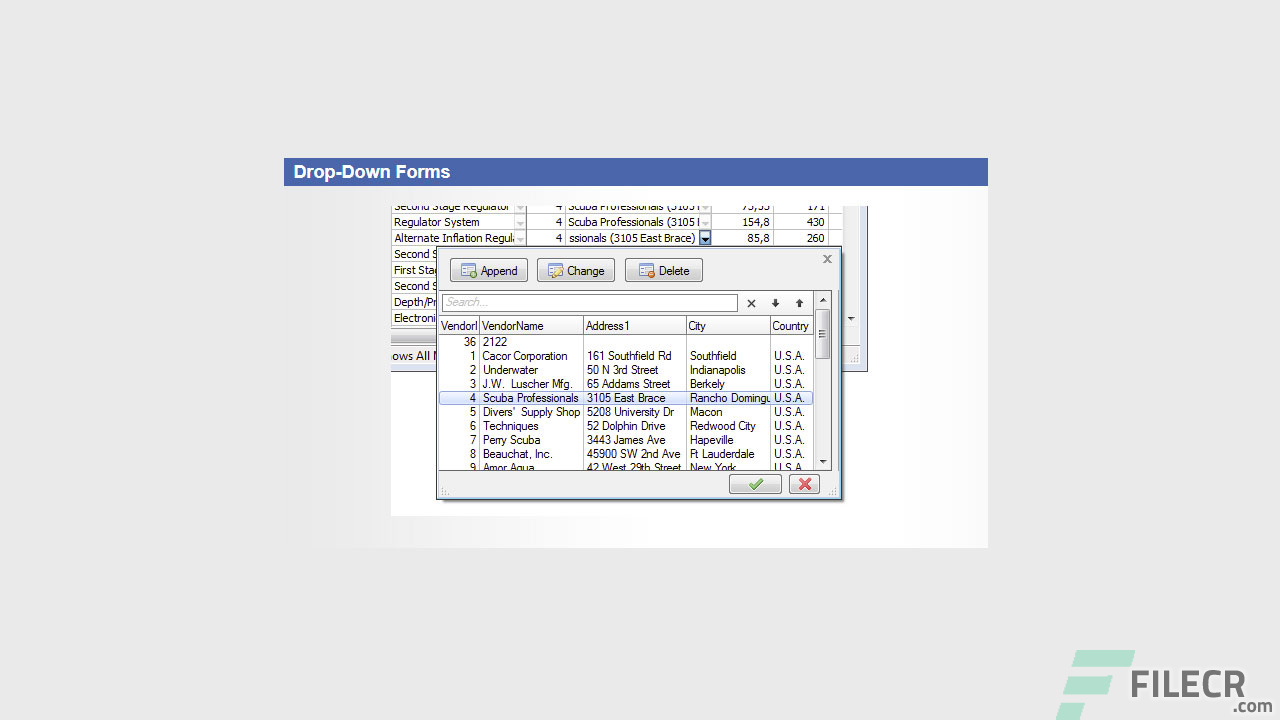 Drop-Down Forms
Second Stage Regulator 4 Scuba Professionals (3105 171
Regulator System 4 Scuba Professionals (3105 154,8 430
Alternate Inflation Regula 4 ssionals (3105 East Brace) 85,8 260
Second S
First Stag
Second S
Depth/Pr
Electroni
ows All
Append Change Delete
Search...
VendorI VendorName Address1 City Country
36 2122
1 Cacor Corporation 161 Southfield Rd Southfield U.S.A.
2 Underwater 50 N 3rd Street Indianapolis U.S.A.
3 J.W. Luscher Mfg. 65 Addams Street Berkely U.S.A.
4 Scuba Professionals 3105 East Brace Rancho Domingu U.S.A.
5 Divers' Supply Shop 5208 University Dr Macon U.S.A.
6 Techniques 52 Dolphin Drive Redwood City U.S.A.
7 Perry Scuba 3443 James Ave Hapeville U.S.A.
8 Beauchat, Inc. 45900 SW 2nd Ave Ft Lauderdale U.S.A.
9 Amor Aqua 42 West 29th Street New York U.S.A.
FILECR
.com